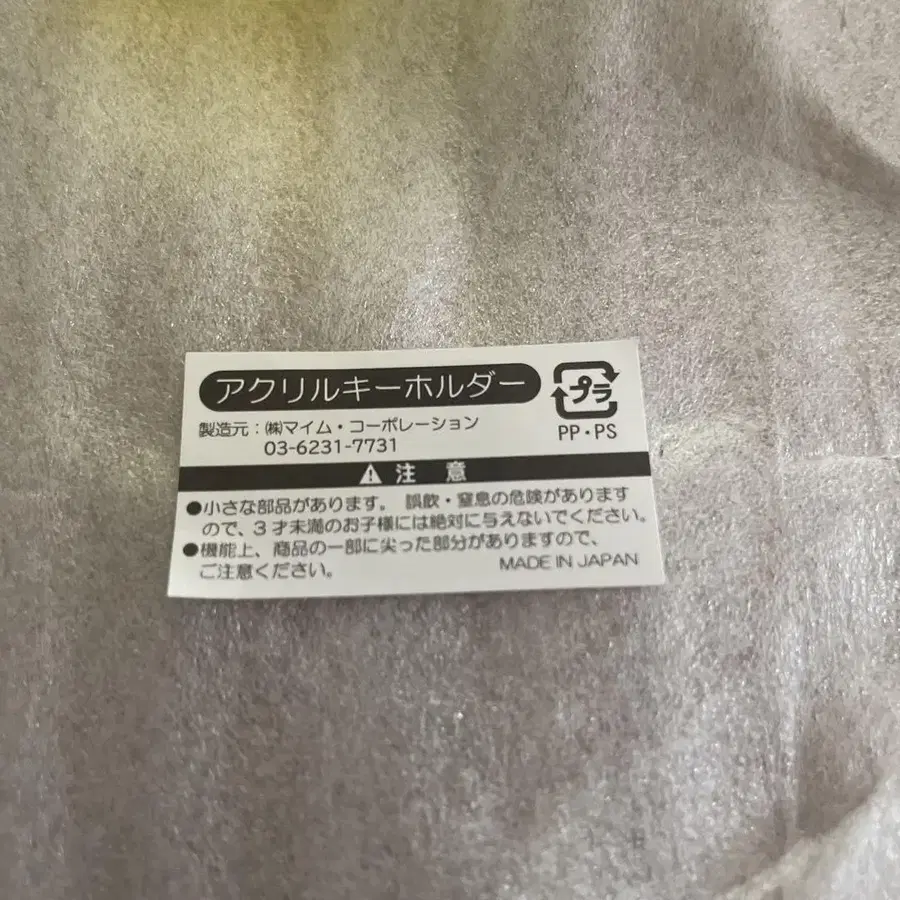 アクリルキーホルダー
プラ
PP・PS
製造元:㈱マイム・コーポレーション
03-6231-7731
注意
●小さな部品があります。 誤飲・窒息の危険があります
ので、3才未満のお子様には絶対に与えないでください。
●機能上、商品の一部に尖った部分がありますので、
ご注意ください。
MADE IN JAPAN